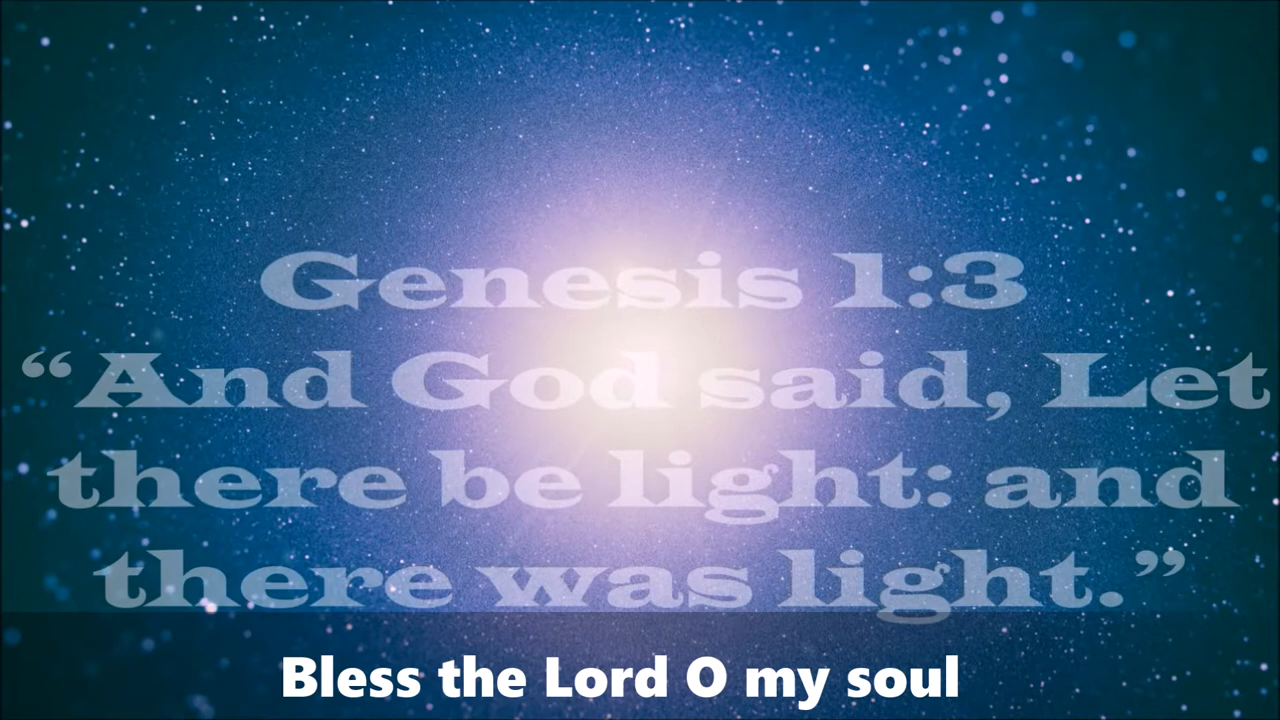 Genesis 1:3
“And God said, Let
there be light: and
there was light.”
Bless the Lord O my soul